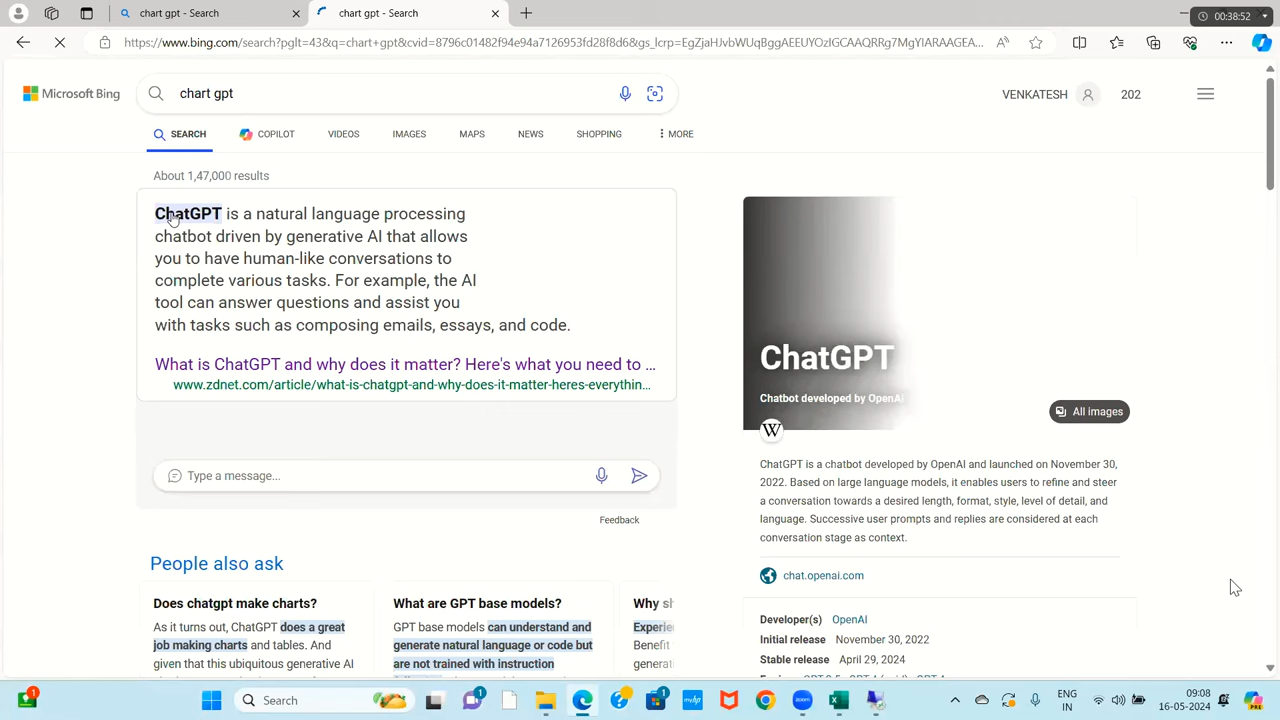 chart gpt - Search
chart gpt - Search
00:38:52
https://www.bing.com/search?pglt=43&q=chart+gpt&cvid=8796c01482f94e94a7126953fd28f8d6&gs_lcrp=EgZjaHJvbWUqBggAEEUYOzIGCAAQRRg7MgYIARAAGEA...
Microsoft Bing
chart gpt
VENKATESH
202
SEARCH
COPILOT
VIDEOS
IMAGES
MAPS
NEWS
SHOPPING
MORE
About 1,47,000 results
ChatGPT is a natural language processing
chatbot driven by generative AI that allows
you to have human-like conversations to
complete various tasks. For example, the AI
tool can answer questions and assist you
with tasks such as composing emails, essays, and code.
What is ChatGPT and why does it matter? Here's what you need to ...
www.zdnet.com/article/what-is-chatgpt-and-why-does-it-matter-heres-everythin...
Type a message...
Feedback
People also ask
Does chatgpt make charts?
As it turns out, ChatGPT does a great
job making charts and tables. And
given that this ubiquitous generative AI
What are GPT base models?
GPT base models can understand and
generate natural language or code but
are not trained with instruction
Why sh
Experie
Benefit
generati
ChatGPT
Chatbot developed by OpenAI
All images
W
ChatGPT is a chatbot developed by OpenAI and launched on November 30,
2022. Based on large language models, it enables users to refine and steer
a conversation towards a desired length, format, style, level of detail, and
language. Successive user prompts and replies are considered at each
conversation stage as context.
chat.openai.com
Developer(s) OpenAI
Initial release November 30, 2022
Stable release April 29, 2024
1
Search
1
1
myhp
zoom
ENG
IN
09:08
16-05-2024
PRE